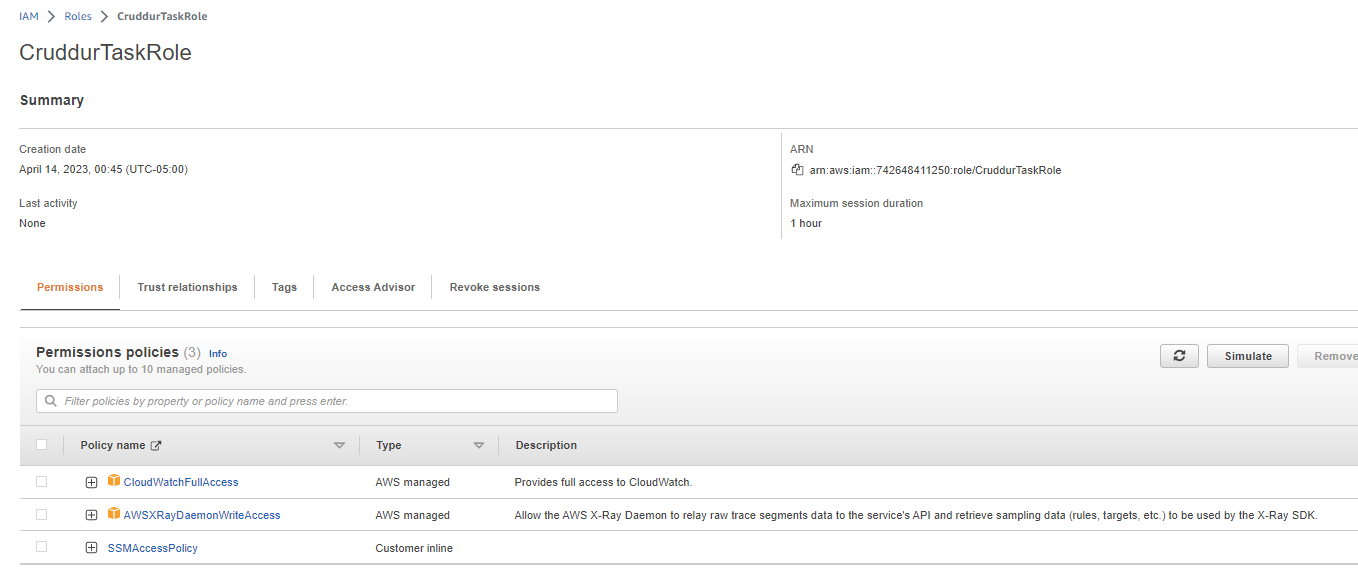 IAM > Roles > CruddurTaskRole
CruddurTaskRole
Summary
Creation date
April 14, 2023, 00:45 (UTC-05:00)
ARN
arn:aws:iam::742648411250:role/CruddurTaskRole
Last activity
None
Maximum session duration
1 hour
Permissions Trust relationships Tags Access Advisor Revoke sessions
Permissions policies (3) Info
You can attach up to 10 managed policies.
Simulate Remove
Filter policies by property or policy name and press enter.
Policy name Type Description
CloudWatchFullAccess AWS managed Provides full access to CloudWatch.
AWSXRayDaemonWriteAccess AWS managed Allow the AWS X-Ray Daemon to relay raw trace segments data to the service's API and retrieve sampling data (rules, targets, etc.) to be used by the X-Ray SDK.
SSMAccessPolicy Customer inline